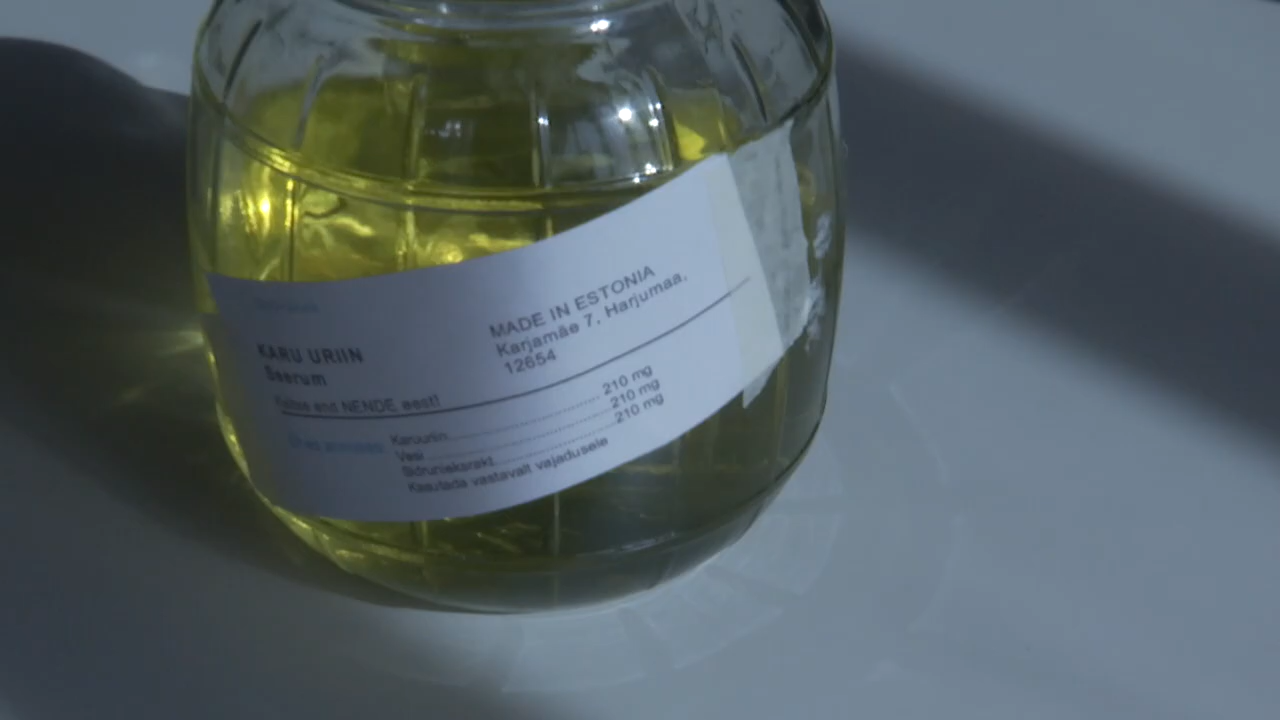 KARU URIIN
Seerum
Kaitse end NENDE eest!
MADE IN ESTONIA
Karjamäe 7, Harjumaa,
12654
Karuuriin 210 mg
Vesi 210 mg
Sidruniekarakt 210 mg
Kasutada vastavalt vajadusele